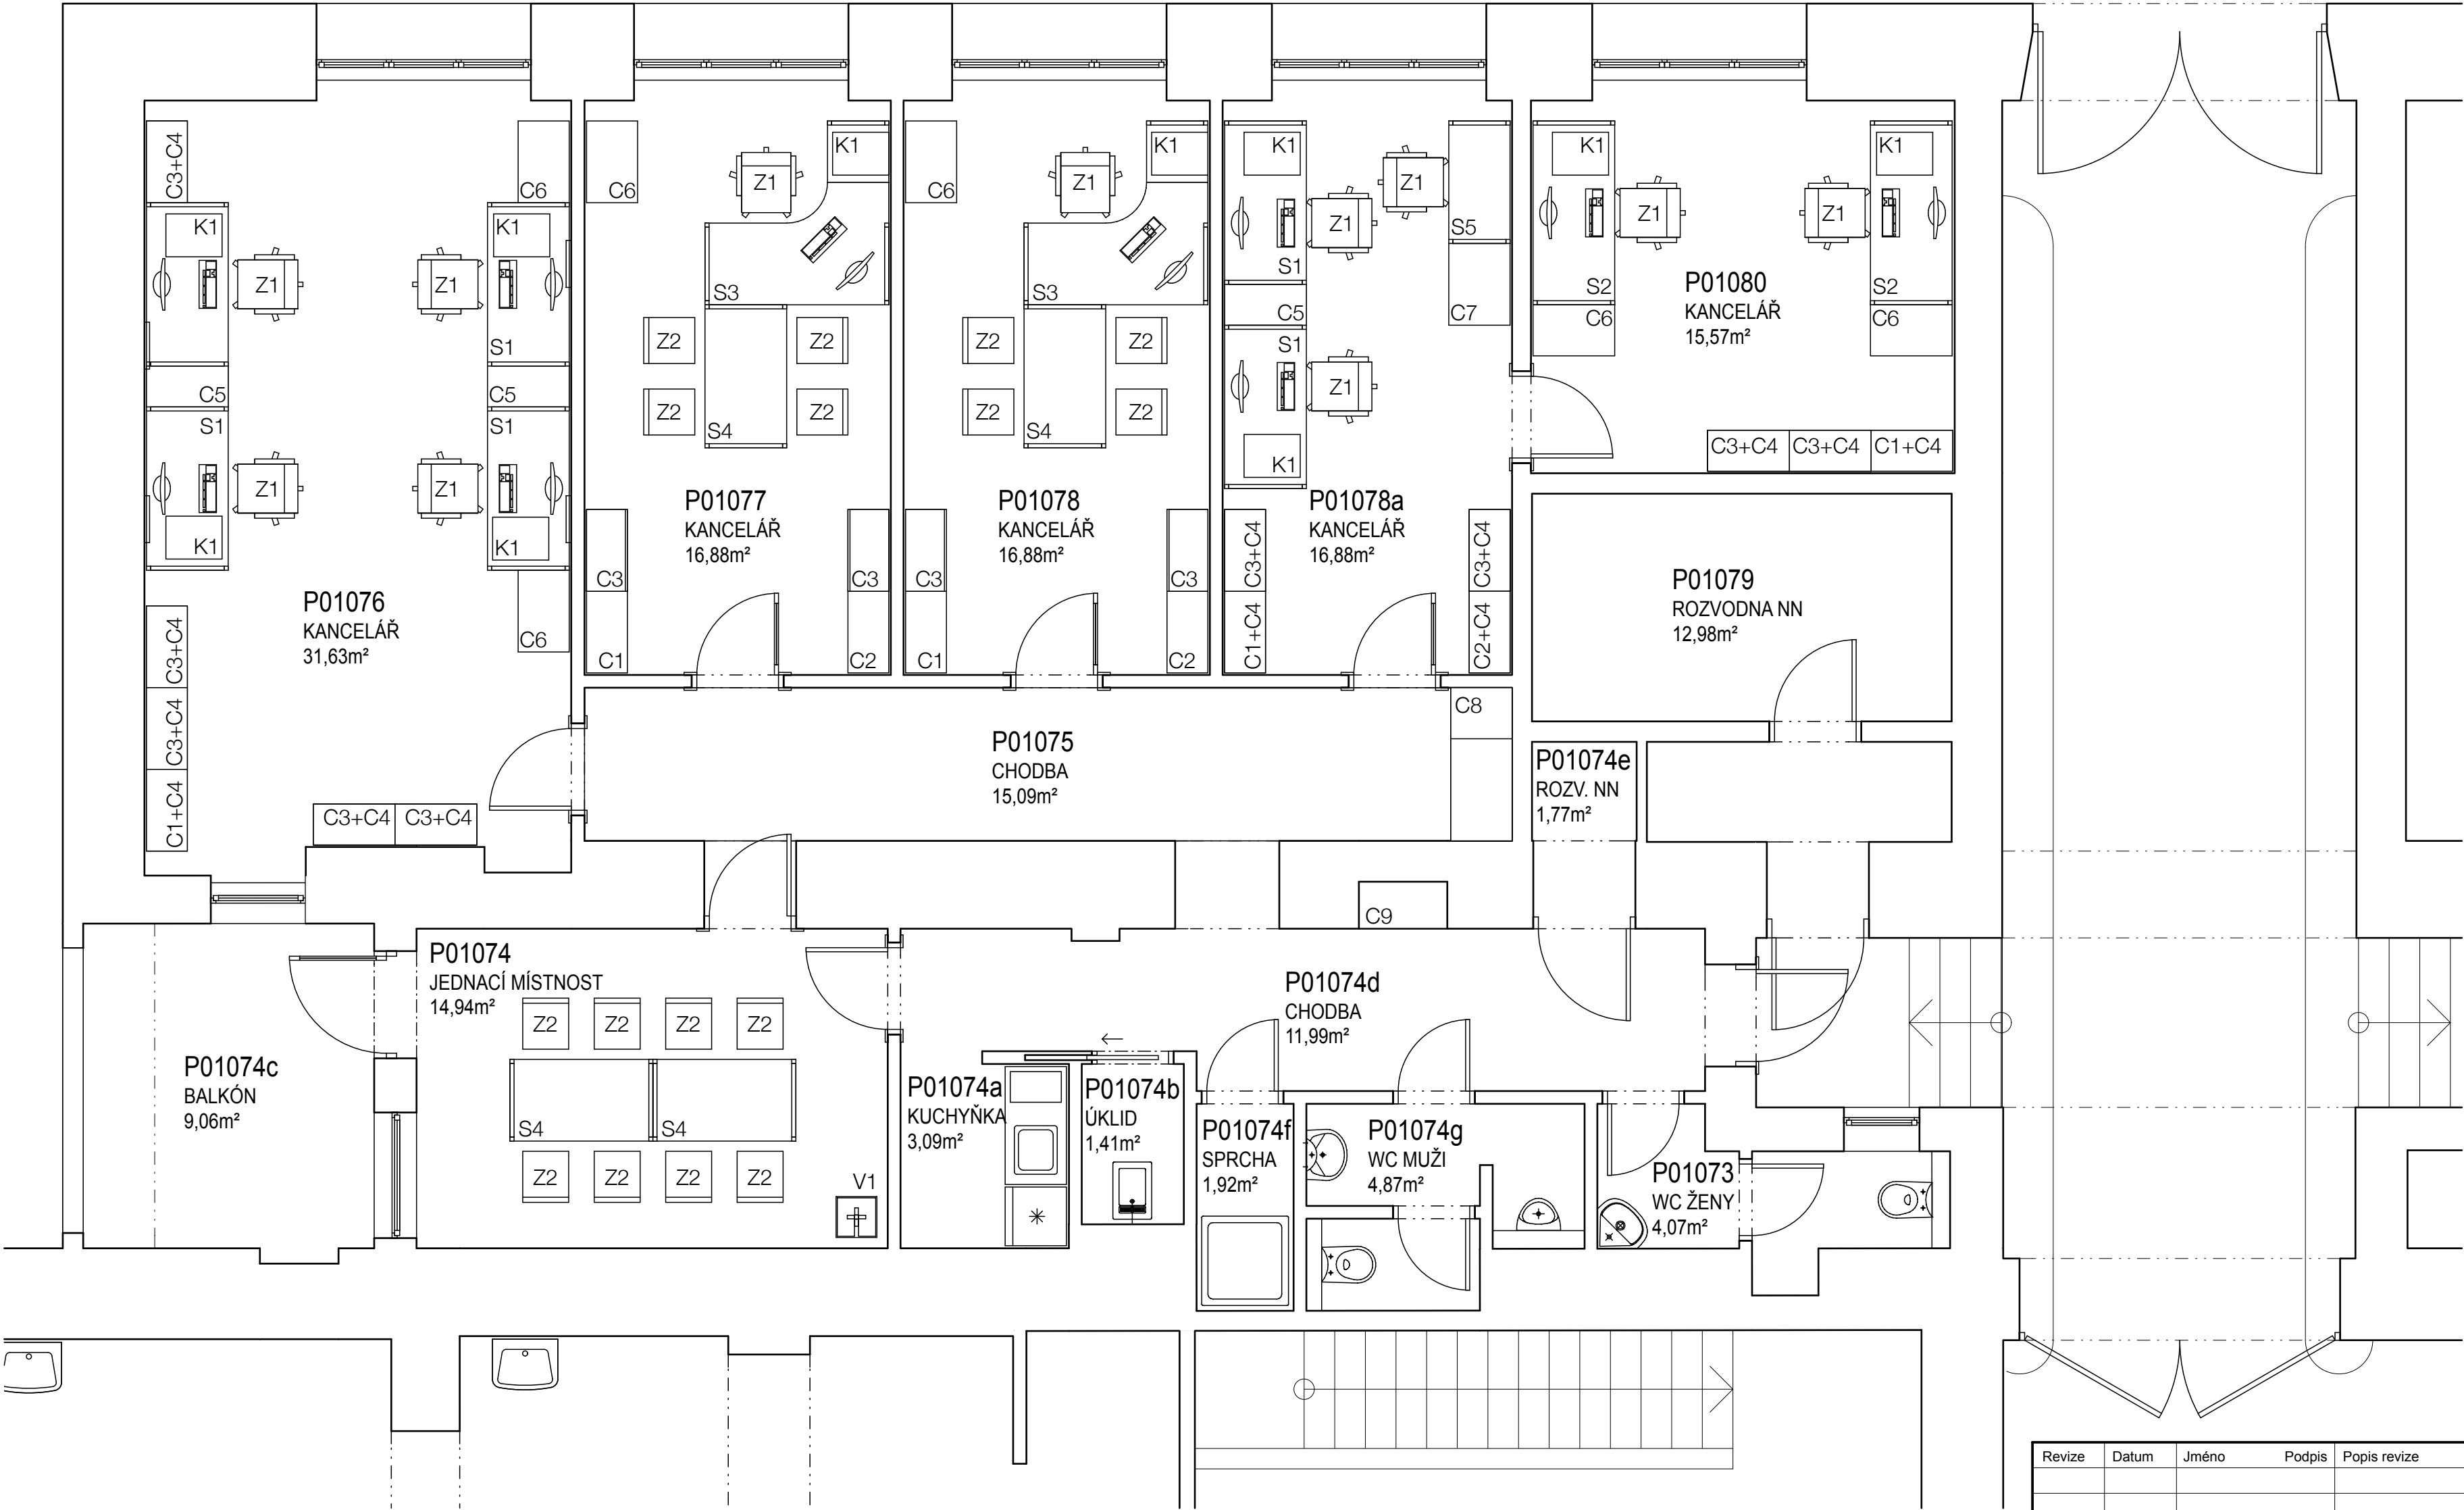 C3+C4
K1
Z1
C5
S1
Z1
K1
C3+C4
C3+C4
C1+C4
C3+C4
C3+C4
C6
K1
Z1
S1
C5
S1
Z1
K1
C6
P01076
KANCELÁŘ
31,63m²
C6
Z1
K1
S3
Z2
Z2
Z2
Z2
S4
P01077
KANCELÁŘ
16,88m²
C3
C1
C3
C2
C6
Z1
K1
S3
Z2
Z2
Z2
Z2
S4
P01078
KANCELÁŘ
16,88m²
C3
C1
C3
C2
K1
Z1
Z1
S5
S1
C5
C7
S1
Z1
K1
P01078a
KANCELÁŘ
16,88m²
C3+C4
C1+C4
C3+C4
C2+C4
K1
Z1
S2
C6
Z1
K1
S2
C6
P01080
KANCELÁŘ
15,57m²
C3+C4
C3+C4
C1+C4
P01079
ROZVODNA NN
12,98m²
C8
P01075
CHODBA
15,09m²
P01074e
ROZV. NN
1,77m²
C9
P01074
JEDNACÍ MÍSTNOST
14,94m²
Z2
Z2
Z2
Z2
S4
S4
Z2
Z2
Z2
Z2
V1
P01074c
BALKÓN
9,06m²
P01074d
CHODBA
11,99m²
P01074a
KUCHYŇKA
3,09m²
P01074b
ÚKLID
1,41m²
P01074f
SPRCHA
1,92m²
P01074g
WC MUŽI
4,87m²
P01073
WC ŽENY
4,07m²
Revize Datum Jméno Podpis Popis revize